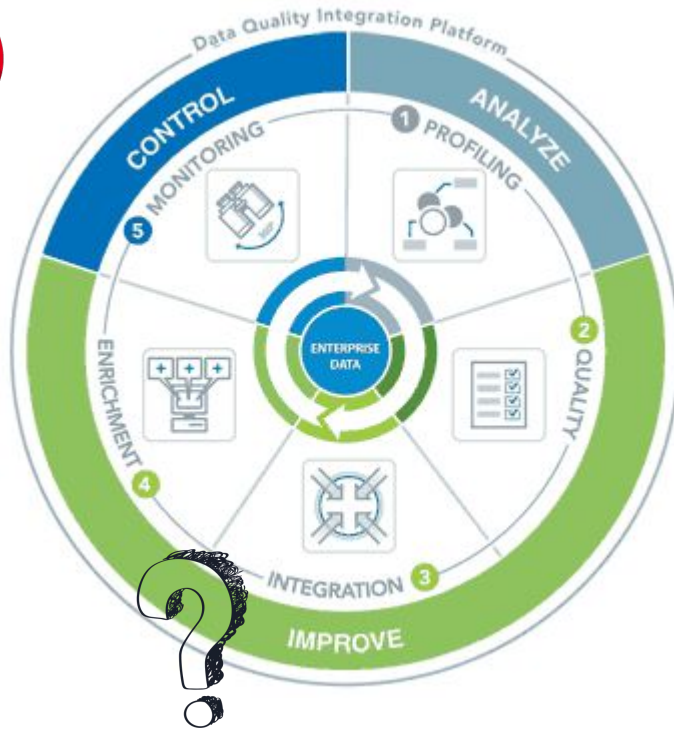 Data Quality Integration Platform
CONTROL
ANALYZE
1 PROFILING
2 QUALITY
3 INTEGRATION
4 ENRICHMENT
5 MONITORING
360°
ENTERPRISE
DATA
IMPROVE
?